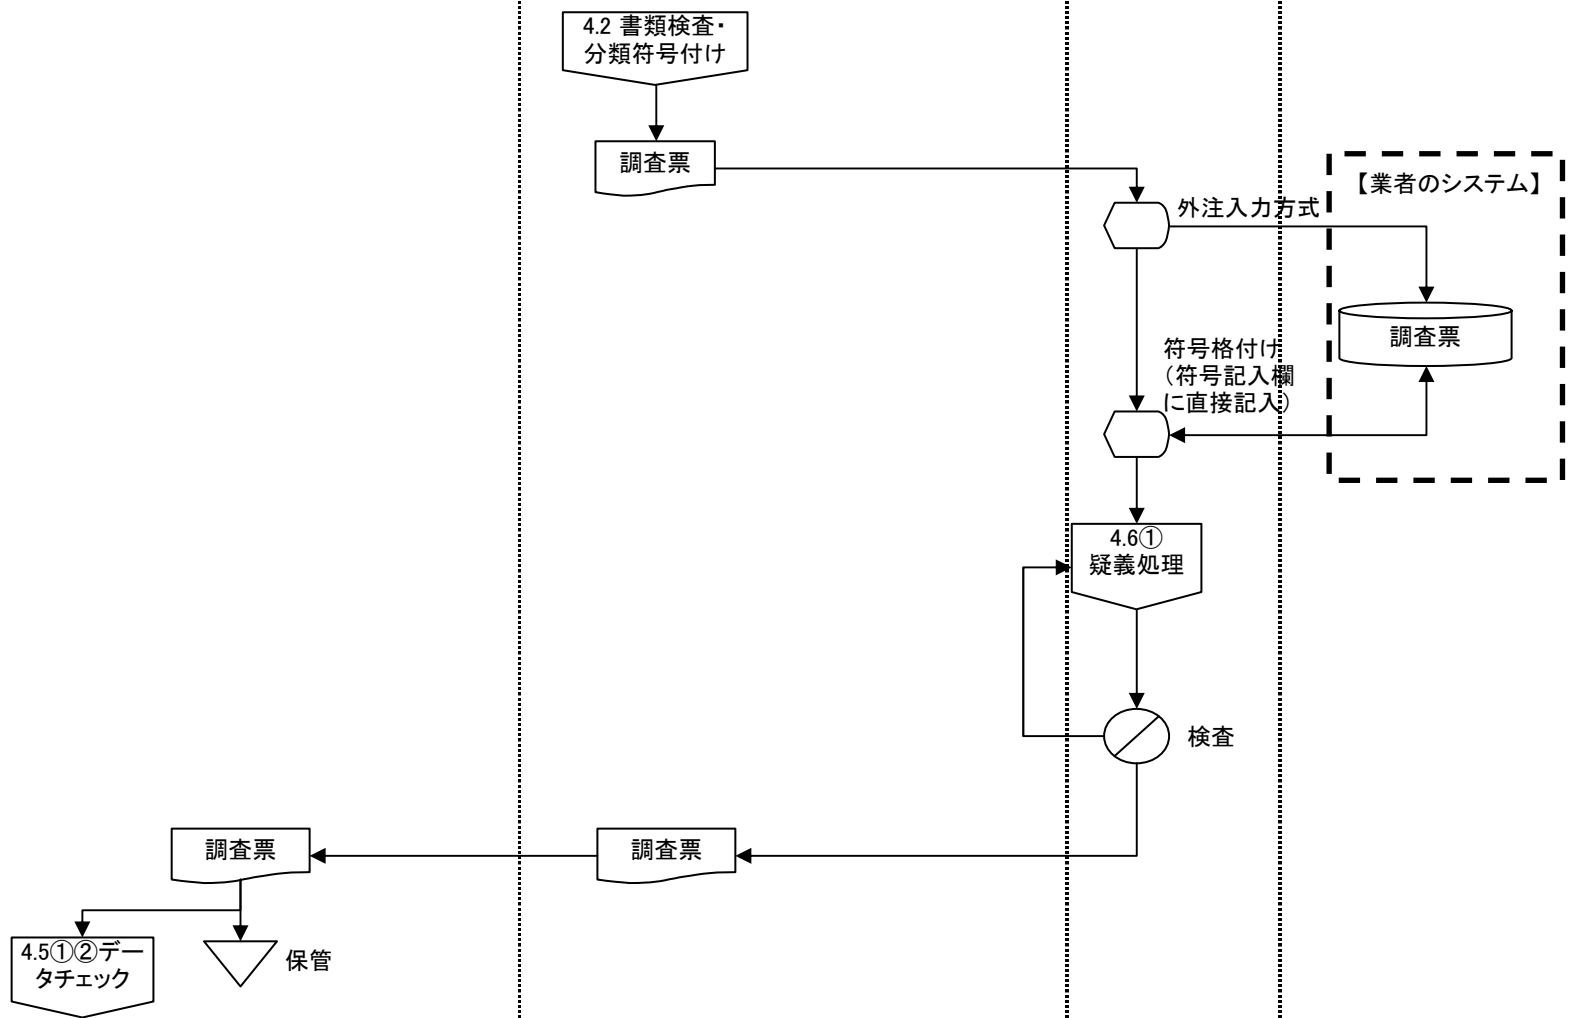 4.2 書類検査・
分類符号付け
調査票
【業者のシステム】
外注入力方式
調査票
符号格付け
（符号記入欄
に直接記入）
4.6①
疑義処理
検査
調査票
調査票
4.5①②デー
タチェック
保管